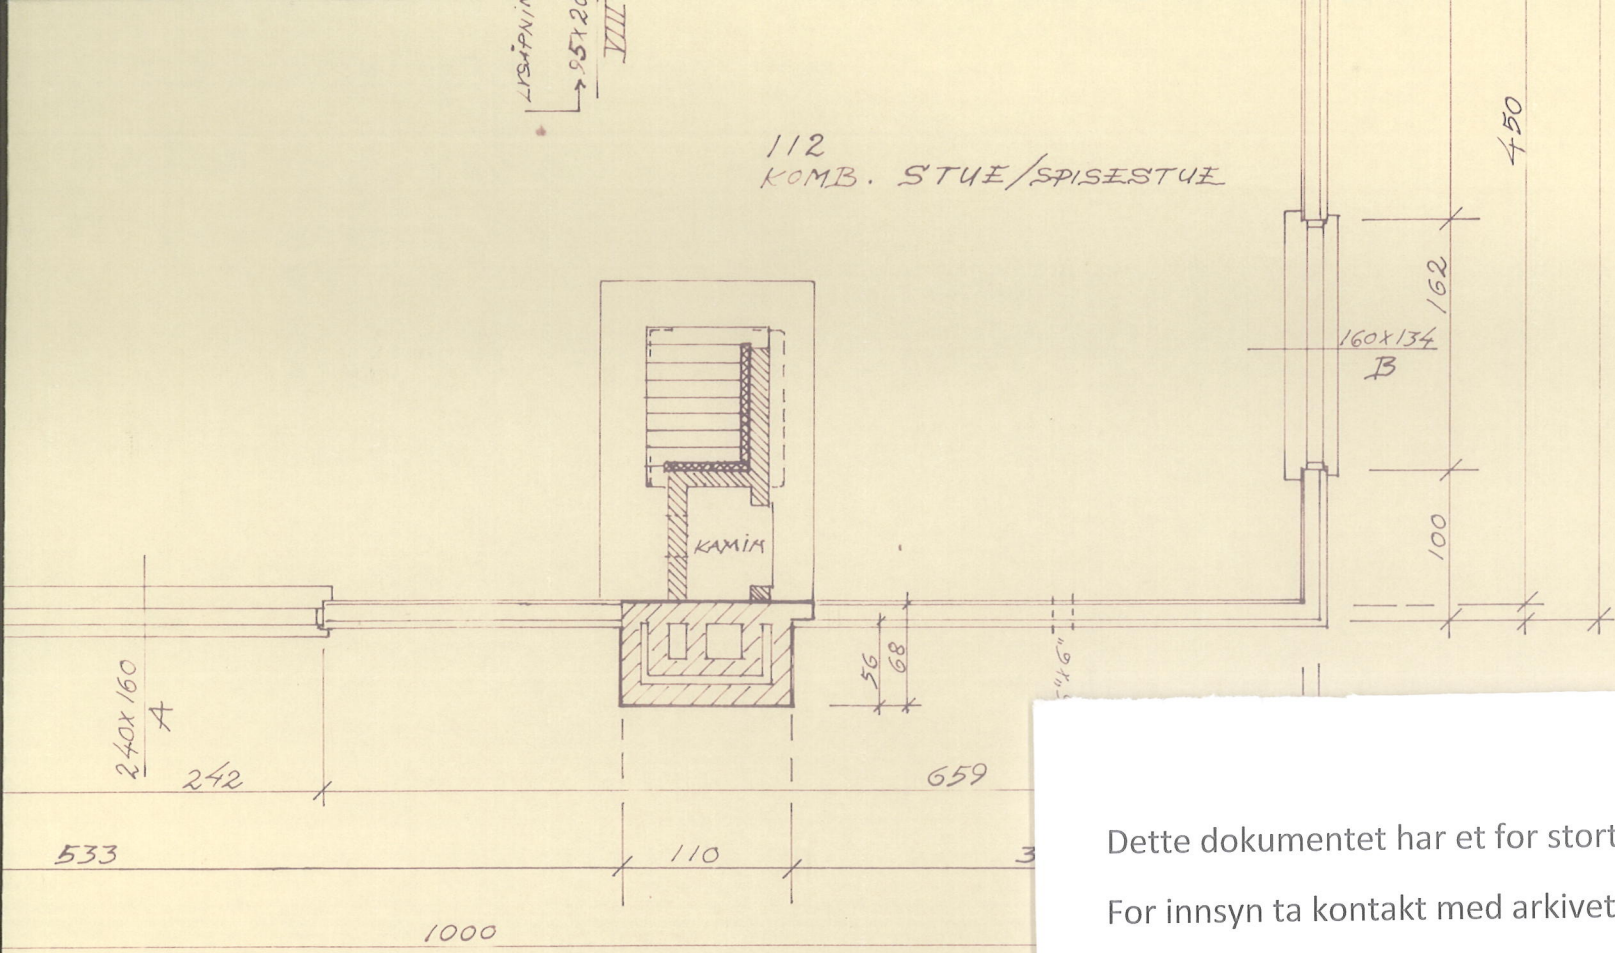 VIII
112
KOMB. STUE/SPISESTUE
450
162
160X134
B
100
KAMIN
56
68
240X160
A
242
659
533
110
1000
Dette dokumentet har et for stort
For innsyn ta kontakt med arkivet